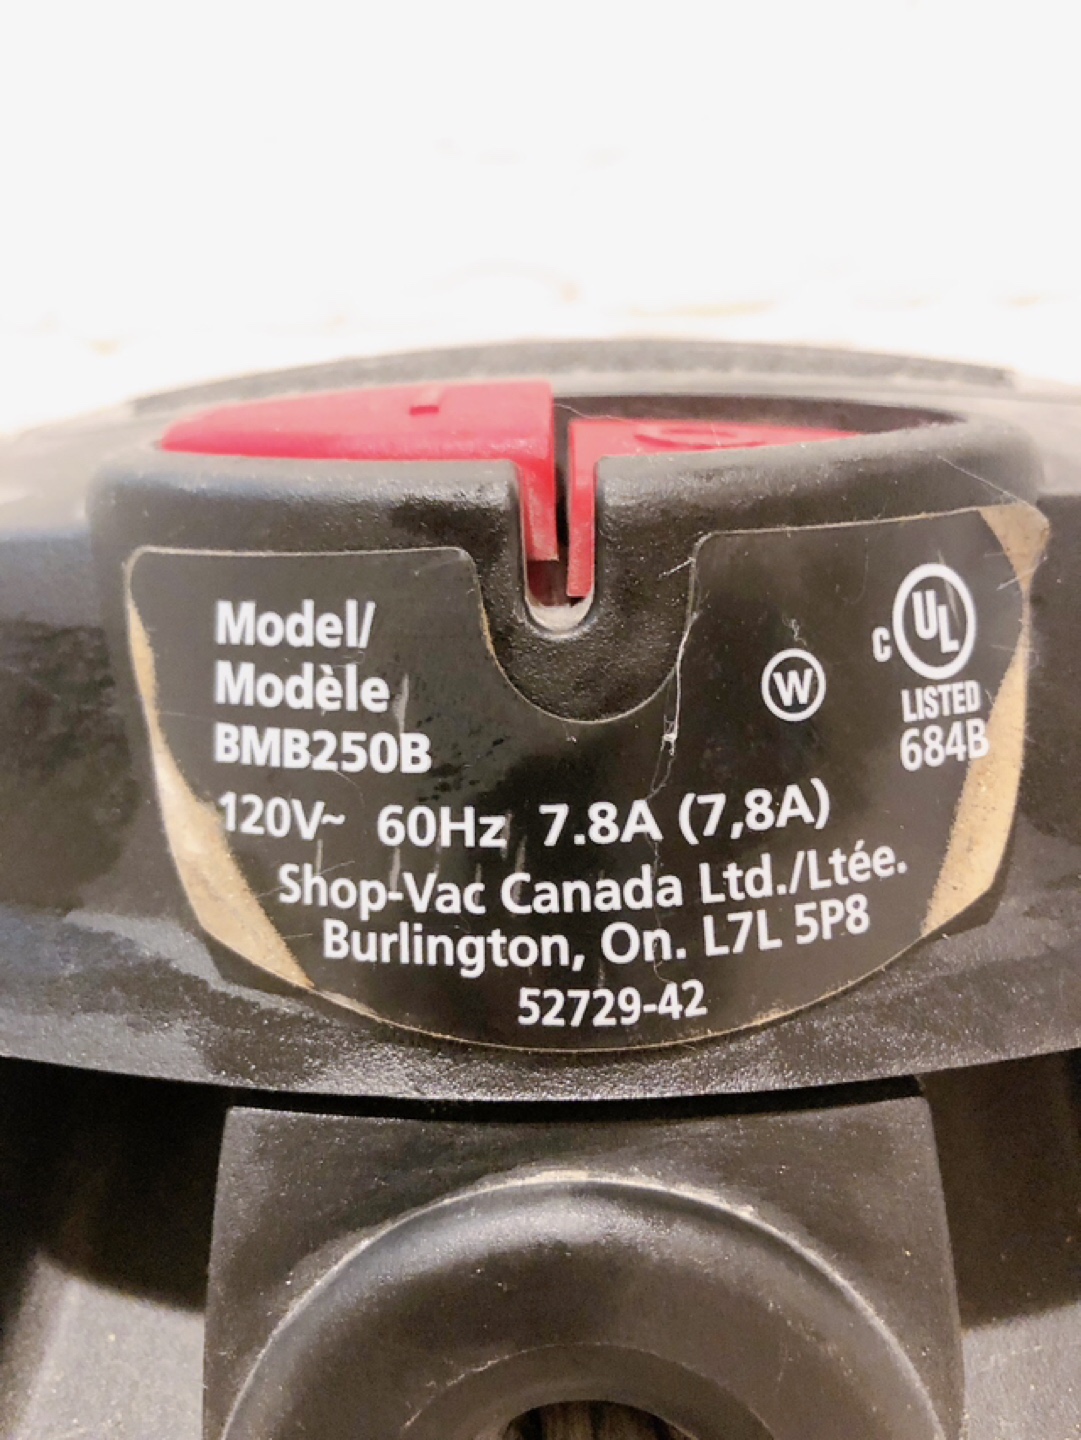 Model/
Modèle
BMB250B
W
C UL
LISTED
684B
120V~ 60Hz 7.8A (7,8A)
Shop-Vac Canada Ltd./Ltée.
Burlington, On. L7L 5P8
52729-42